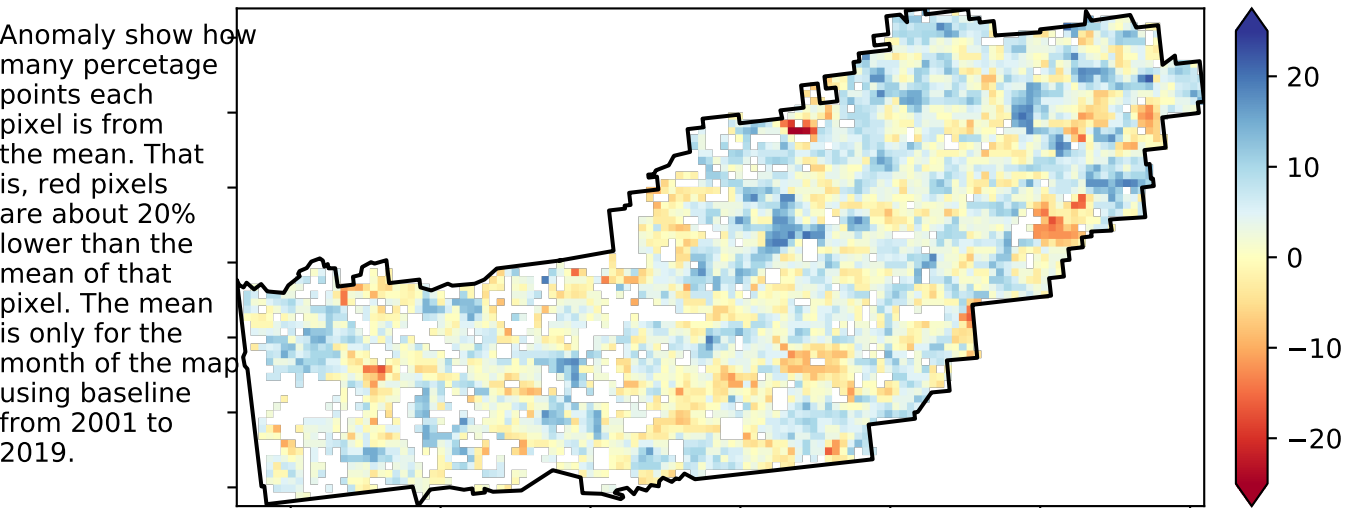 Anomaly show how
many percetage
points each
pixel is from
the mean. That
is, red pixels
are about 20%
lower than the
mean of that
pixel. The mean
is only for the
month of the map
using baseline
from 2001 to
2019.
20
10
0
−10
−20